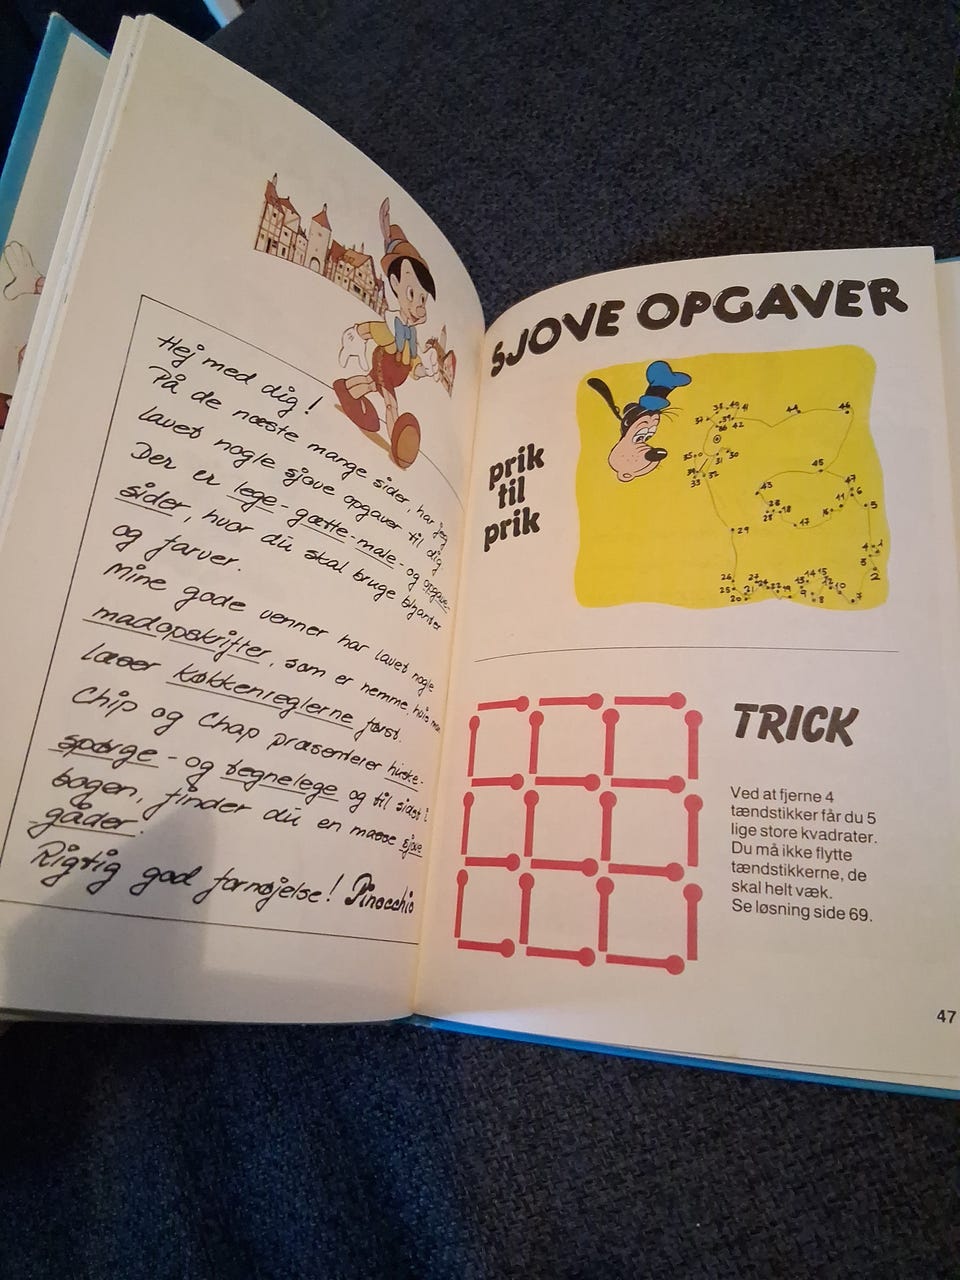 Hej med dig!
På de næste mange sider, har jeg
lavet nogle sjove opgaver til dig
Der er lege-gætte-male- og opgave-
sider, hvor du skal bruge blyanter
og farver.
Mine gode venner har lavet nogle
madopskrifter, som er nemme, hvis man
læser køkkenreglerne først.
Chip og Chap præsenterer huske-
spørge- og tegnelege og til sidst i
bogen, finder du en masse sjove
gåder.
Rigtig god fornøjelse! Pinocchio
SJOVE OPGAVER
prik
til
prik
TRICK
Ved at fjerne 4
tændstikker får du 5
lige store kvadrater.
Du må ikke flytte
tændstikkerne, de
skal helt væk.
Se løsning side 69.
47